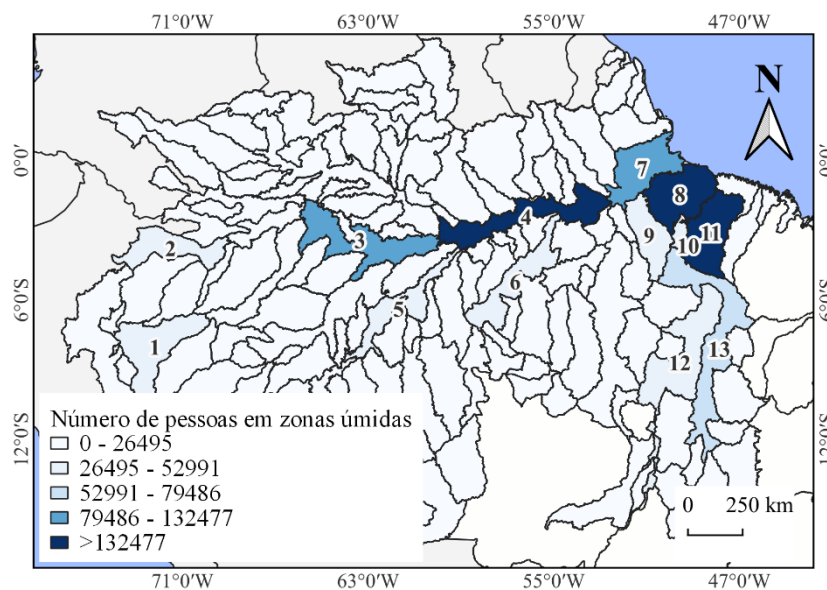 71°0'W 63°0'W 55°0'W 47°0'W
N
0°0' 0°0'
7
8
2 3 4 9 10 11
6
6°0'S 5 6°0'S
1 12 13
Número de pessoas em zonas úmidas
0 - 26495
26495 - 52991
52991 - 79486
79486 - 132477
>132477
12°0'S 12°0'S
0 250 km
71°0'W 63°0'W 55°0'W 47°0'W